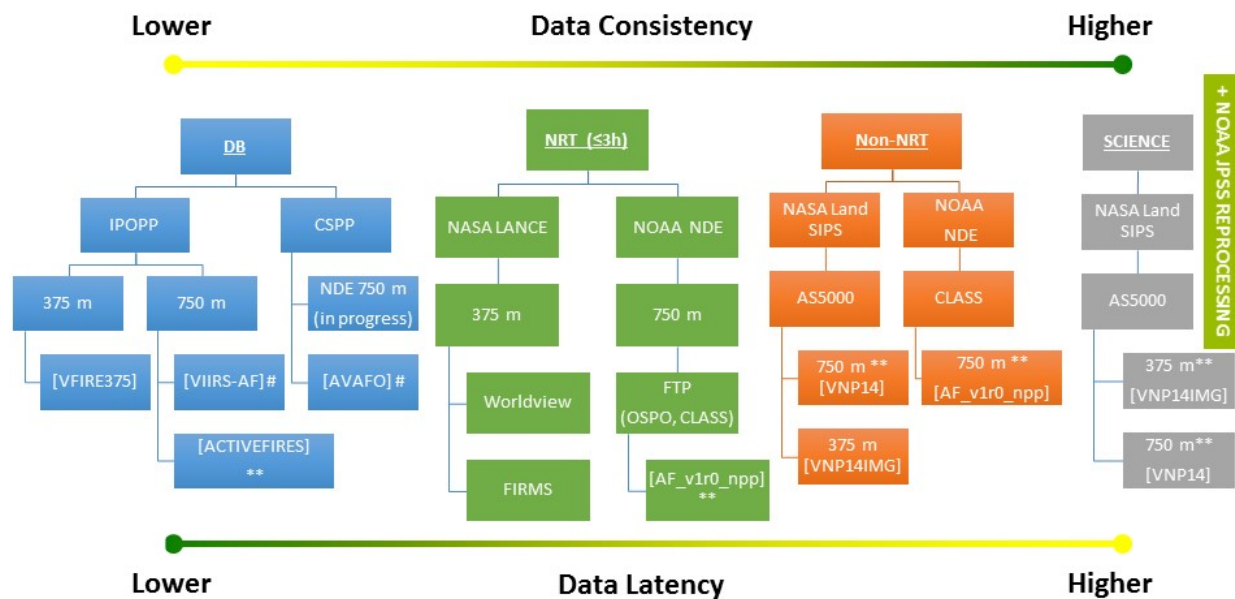 Lower
Data Consistency
Higher
DB
IPOPP
CSPP
375 m
750 m
NDE 750 m
(in progress)
[VFIRE375]
[VIIRS-AF] #
[AVAFO] #
[ACTIVEFIRES]
**
NRT (≤3h)
NASA LANCE
NOAA NDE
375 m
750 m
Worldview
FTP
(OSPO, CLASS)
FIRMS
[AF_v1r0_npp]
**
Non-NRT
NASA Land
SIPS
NOAA
NDE
AS5000
CLASS
750 m **
[VNP14]
750 m **
[AF_v1r0_npp]
375 m
[VNP14IMG]
SCIENCE
NASA Land
SIPS
AS5000
375 m**
[VNP14IMG]
750 m**
[VNP14]
+ NOAA JPSS REPROCESSING
Lower
Data Latency
Higher